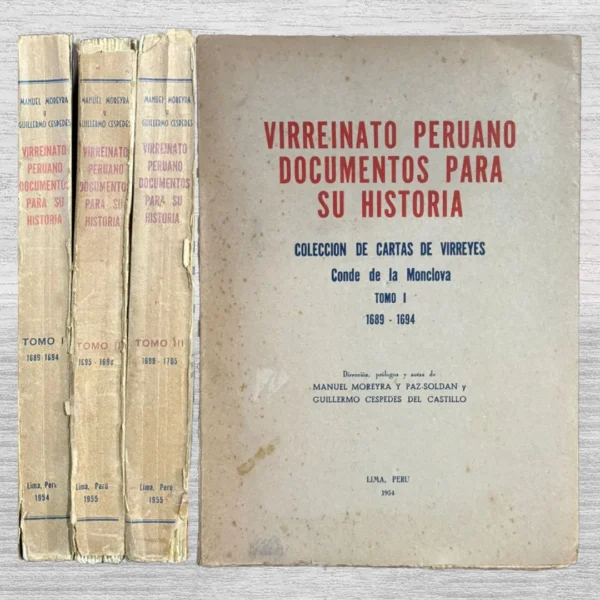 MANUEL MOREYRA
Y
GUILLERMO CESPEDES
VIRREINATO
PERUANO
DOCUMENTOS
PARA SU
HISTORIA
TOMO I
1689-1694
Lima, Perú
1954
MANUEL MOREYRA
Y
GUILLERMO CESPEDES
VIRREINATO
PERUANO
DOCUMENTOS
PARA SU
HISTORIA
TOMO II
Lima, Perú
1955
MANUEL MOREYRA
Y
GUILLERMO CESPEDES
VIRREINATO
PERUANO
DOCUMENTOS
PARA SU
HISTORIA
TOMO III
1699-1705
Lima, Perú
1955
VIRREINATO PERUANO
DOCUMENTOS PARA
SU HISTORIA
COLECCION DE CARTAS DE VIRREYES
Conde de la Monclova
TOMO I
1689 - 1694
Dirección, prólogos y notas de
MANUEL MOREYRA Y PAZ-SOLDAN y
GUILLERMO CESPEDES DEL CASTILLO
LIMA, PERU
1954